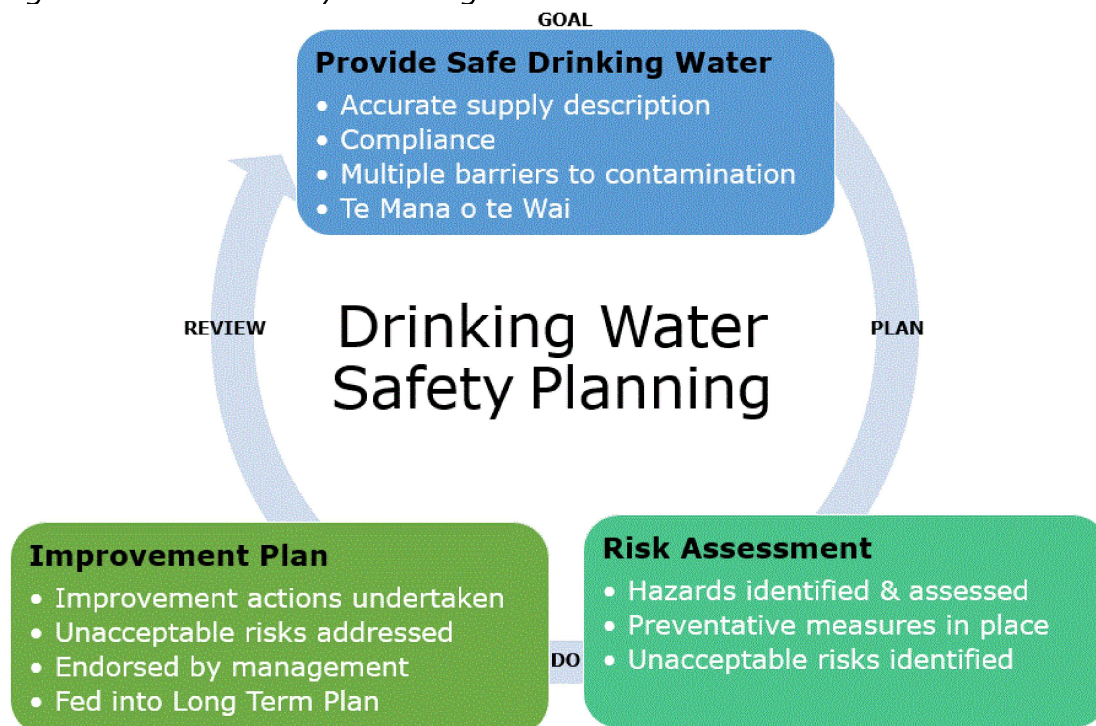 GOAL
Provide Safe Drinking Water
• Accurate supply description
• Compliance
• Multiple barriers to contamination
• Te Mana o te Wai
REVIEW
Drinking Water
Safety Planning
PLAN
Improvement Plan
• Improvement actions undertaken
• Unacceptable risks addressed
• Endorsed by management
• Fed into Long Term Plan
DO
Risk Assessment
• Hazards identified & assessed
• Preventative measures in place
• Unacceptable risks identified